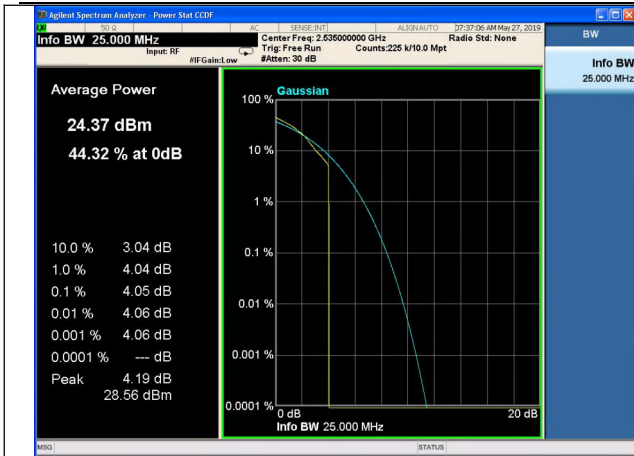 Agilent Spectrum Analyzer - Power Stat CCDF
50 Ω AC SENSE:INT ALIGNAUTO 07:37:06 AM May 27, 2019
Info BW 25.000 MHz
Center Freq: 2.535000000 GHz
Radio Std: None
Input: RF
Trig: Free Run
Counts:225 k/10.0 Mpt
#IFGain:Low
#Atten: 30 dB
BW
Info BW
25.000 MHz
Average Power
24.37 dBm
44.32 % at 0dB
10.0 % 3.04 dB
1.0 % 4.04 dB
0.1 % 4.05 dB
0.01 % 4.06 dB
0.001 % 4.06 dB
0.0001 % --- dB
Peak 4.19 dB
28.56 dBm
Gaussian
100 %
10 %
1 %
0.1 %
0.01 %
0.001 %
0.0001 %
0 dB
20 dB
Info BW 25.000 MHz
MSG
STATUS